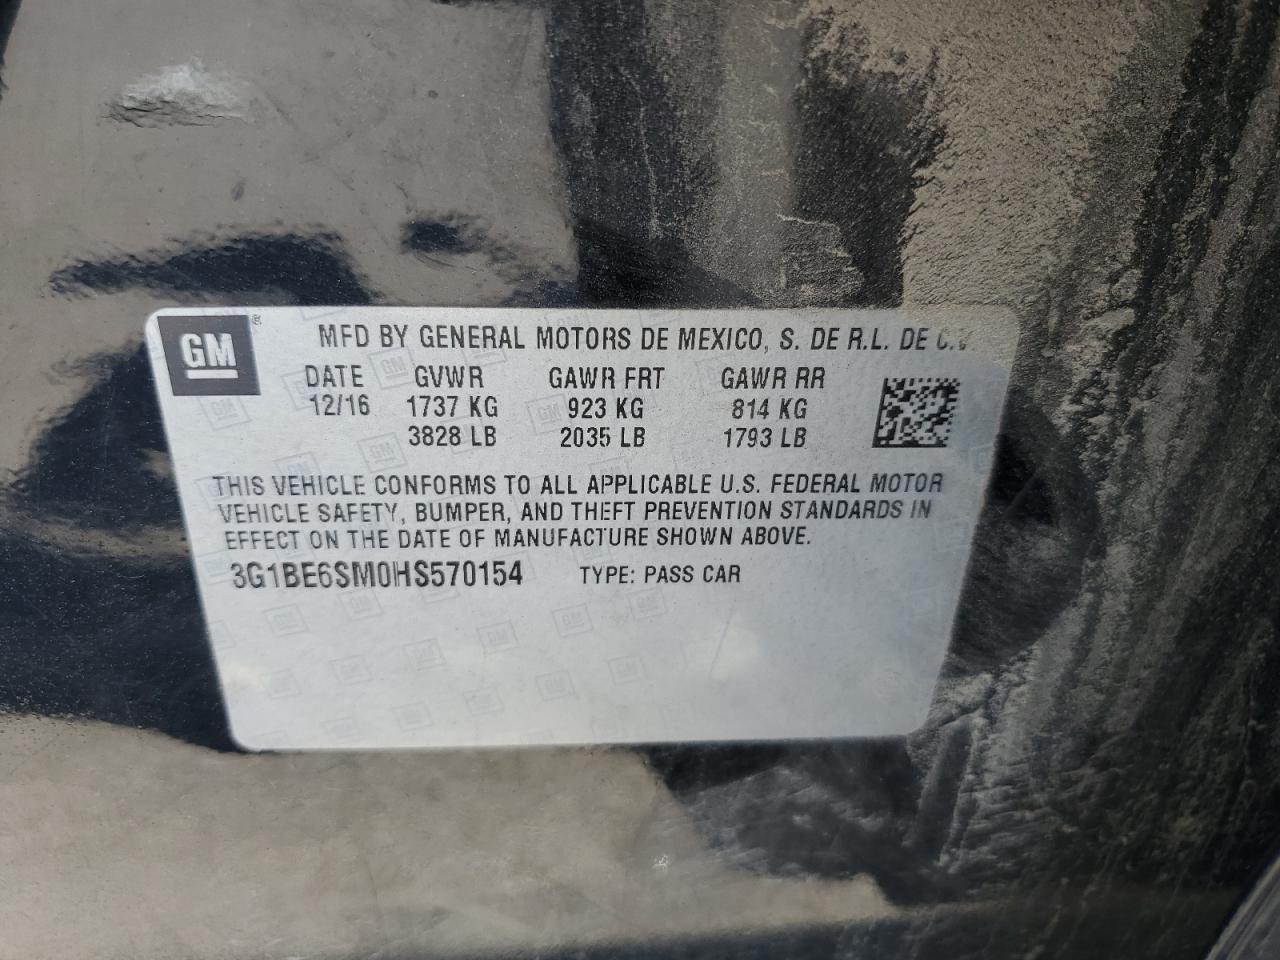 GM ® MFD BY GENERAL MOTORS DE MEXICO, S. DE R.L. DE C.V
DATE GVWR GAWR FRT GAWR RR
12/16 1737 KG 923 KG 814 KG
3828 LB 2035 LB 1793 LB
THIS VEHICLE CONFORMS TO ALL APPLICABLE U.S. FEDERAL MOTOR
VEHICLE SAFETY, BUMPER, AND THEFT PREVENTION STANDARDS IN
EFFECT ON THE DATE OF MANUFACTURE SHOWN ABOVE.
3G1BE6SM0HS570154 TYPE: PASS CAR